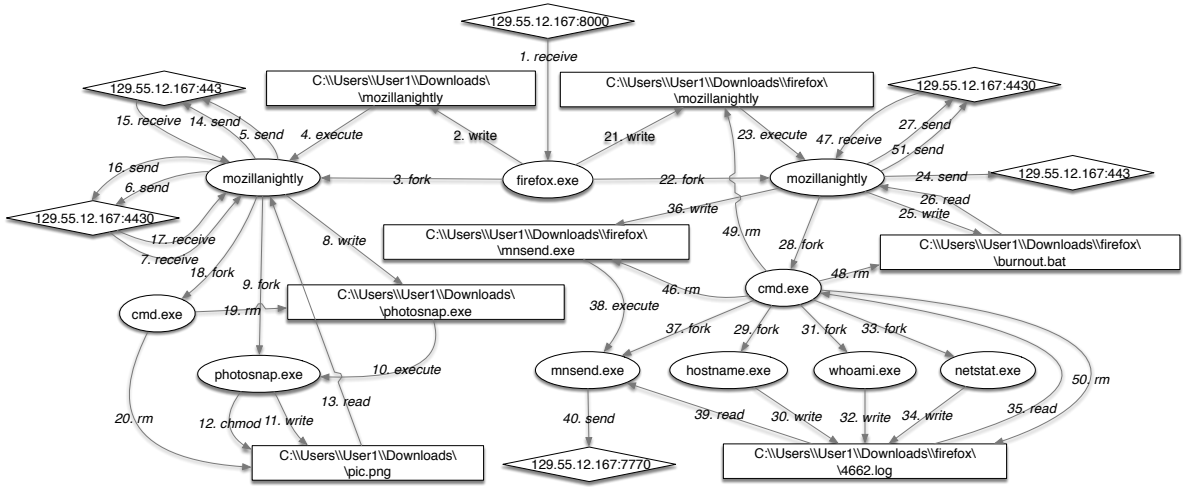 129.55.12.167:8000
1. receive
C:\\Users\\User1\\Downloads\
\mozillanightly
C:\\Users\\User1\\Downloads\\firefox\
\mozillanightly
129.55.12.167:443
129.55.12.167:4430
15. receive
14. send
5. send
4. execute
2. write
21. write
23. execute
47. receive
27. send
51. send
16. send
6. send
mozillanightly
3. fork
firefox.exe
22. fork
mozillanightly
24. send
129.55.12.167:443
129.55.12.167:4430
17. receive
7. receive
8. write
36. write
49. rm
26. read
25. write
C:\\Users\\User1\\Downloads\\firefox\
\mnsend.exe
28. fork
C:\\Users\\User1\\Downloads\\firefox\
\burnout.bat
18. fork
9. fork
46. rm
48. rm
cmd.exe
cmd.exe
19. rm
C:\\Users\\User1\\Downloads\
\photosnap.exe
38. execute
37. fork
29. fork
31. fork
33. fork
photosnap.exe
10. execute
mnsend.exe
hostname.exe
whoami.exe
netstat.exe
50. rm
20. rm
12. chmod
11. write
13. read
40. send
39. read
30. write
32. write
34. write
35. read
C:\\Users\\User1\\Downloads\
\pic.png
129.55.12.167:7770
C:\\Users\\User1\\Downloads\\firefox\
\4662.log